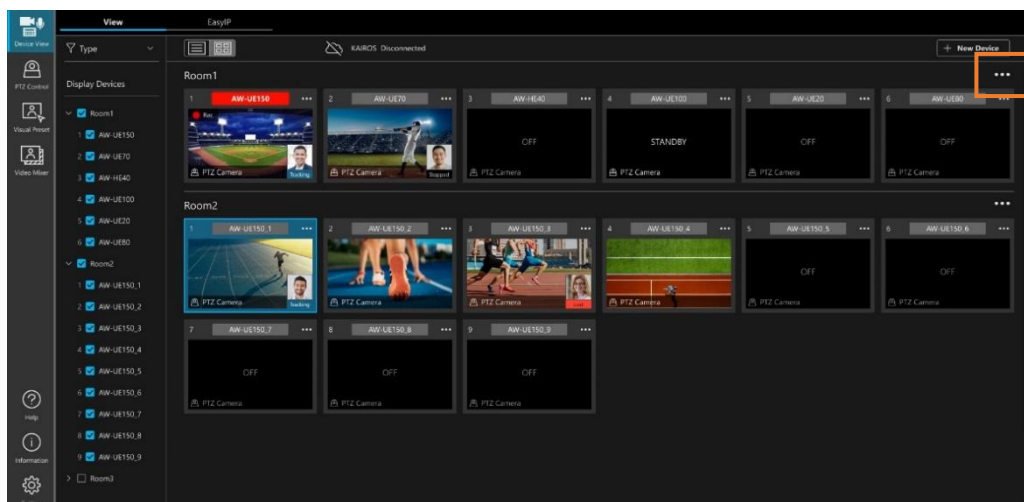 View EasyIP
Device View
Type
KAIROS Disconnected
+ New Device
PTZ Control
Visual Preset
Video Mixer
Help
Information
Display Devices
Room1
1 AW-UE150
2 AW-UE70
3 AW-HE40
4 AW-UE100
5 AW-UE20
6 AW-UE80
Room2
1 AW-UE150_1
2 AW-UE150_2
3 AW-UE150_3
4 AW-UE150_4
5 AW-UE150_5
6 AW-UE150_6
7 AW-UE150_7
8 AW-UE150_8
9 AW-UE150_9
Room3
Room1
1 AW-UE150 2 AW-UE70 3 AW-HE40 4 AW-UE100 5 AW-UE20 6 AW-UE80
Rec
OFF STANDBY OFF OFF
PTZ Camera Tracking PTZ Camera Stopped PTZ Camera PTZ Camera PTZ Camera PTZ Camera
Room2
1 AW-UE150_1 2 AW-UE150_2 3 AW-UE150_3 4 AW-UE150_4 5 AW-UE150_5 6 AW-UE150_6
OFF OFF
PTZ Camera Tracking PTZ Camera PTZ Camera Lost PTZ Camera PTZ Camera PTZ Camera
7 AW-UE150_7 8 AW-UE150_8 9 AW-UE150_9
OFF OFF OFF
PTZ Camera PTZ Camera PTZ Camera